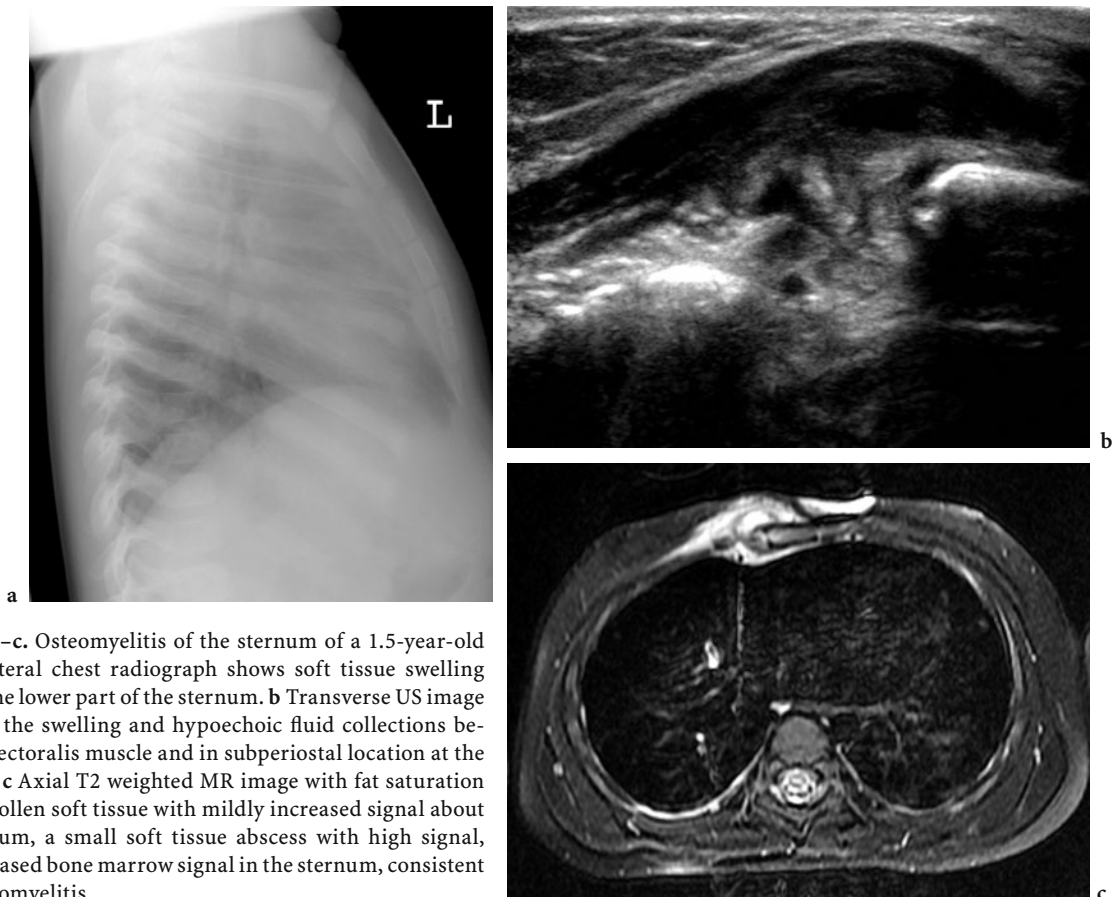 L
b
a
–c. Osteomyelitis of the sternum of a 1.5-year-old
teral chest radiograph shows soft tissue swelling
ne lower part of the sternum. b Transverse US image
the swelling and hypoechoic fluid collections be-
ectoralis muscle and in subperiostal location at the
c Axial T2 weighted MR image with fat saturation
ollen soft tissue with mildly increased signal about
um, a small soft tissue abscess with high signal,
ased bone marrow signal in the sternum, consistent
omyelitis
c